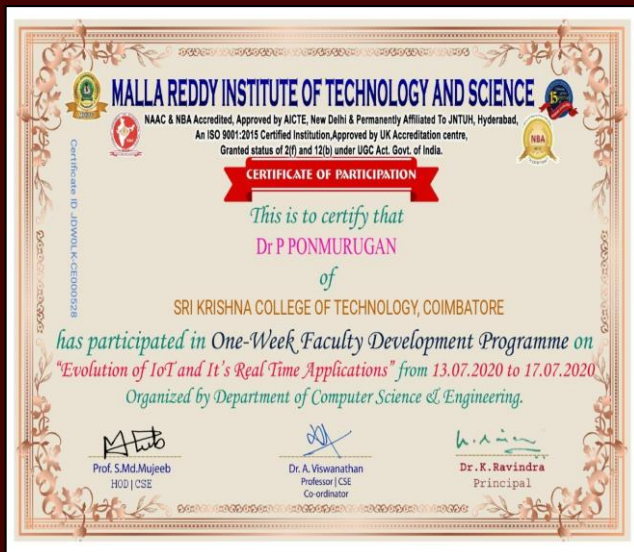 MALLA REDDY INSTITUTE OF TECHNOLOGY AND SCIENCE
NAAC & NBA Accredited, Approved by AICTE, New Delhi & Permanently Affiliated To JNTUH, Hyderabad,
An ISO 9001:2015 Certified Institution,Approved by UK Accreditation centre,
Granted status of 2(f) and 12(b) under UGC Act. Govt. of India.
NBA
15
CERTIFICATE OF PARTICIPATION
Certificate ID JDW0LK-CE000528
This is to certify that
Dr P PONMURUGAN
of
SRI KRISHNA COLLEGE OF TECHNOLOGY, COIMBATORE
has participated in One-Week Faculty Development Programme on
"Evolution of IoT and It's Real Time Applications" from 13.07.2020 to 17.07.2020
Organized by Department of Computer Science & Engineering.
Prof. S.Md.Mujeeb
HOD | CSE
Dr. A. Viswanathan
Professor | CSE
Co-ordinator
Dr.K.Ravindra
Principal